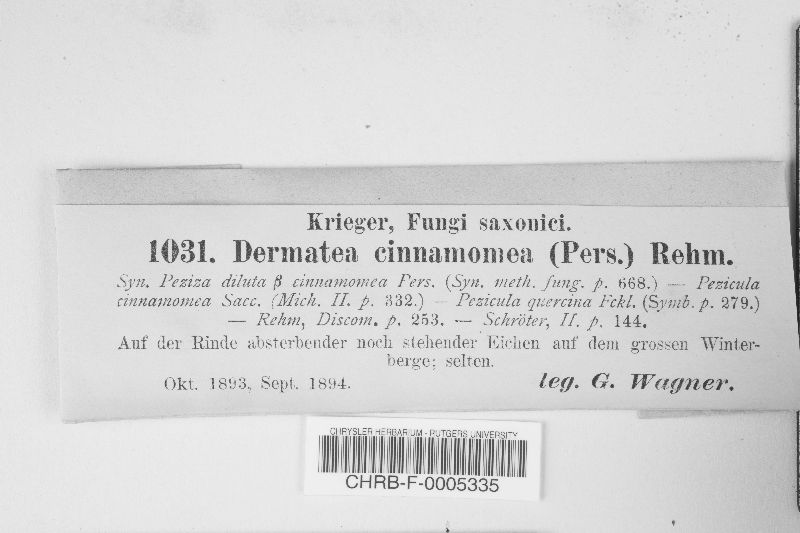 Krieger, Fungi saxonici.
1031. Dermatea cinnamomea (Pers.) Rehm.
Syn. Peziza diluta β cinnamomea Pers. (Syn. meth. fung. p. 668.) — Pezicula
cinnamomea Sacc. (Mich. II. p. 332.) — Pezicula quercina Fckl. (Symb. p. 279.)
— Rehm, Discom. p. 253. — Schröter, II. p. 144.
Auf der Rinde absterbender noch stehender Eichen auf dem grossen Winter-
berge; selten.
Okt. 1893, Sept. 1894.
leg. G. Wagner.
CHRYSLER HERBARIUM - RUTGERS UNIVERSITY
CHRB-F-0005335